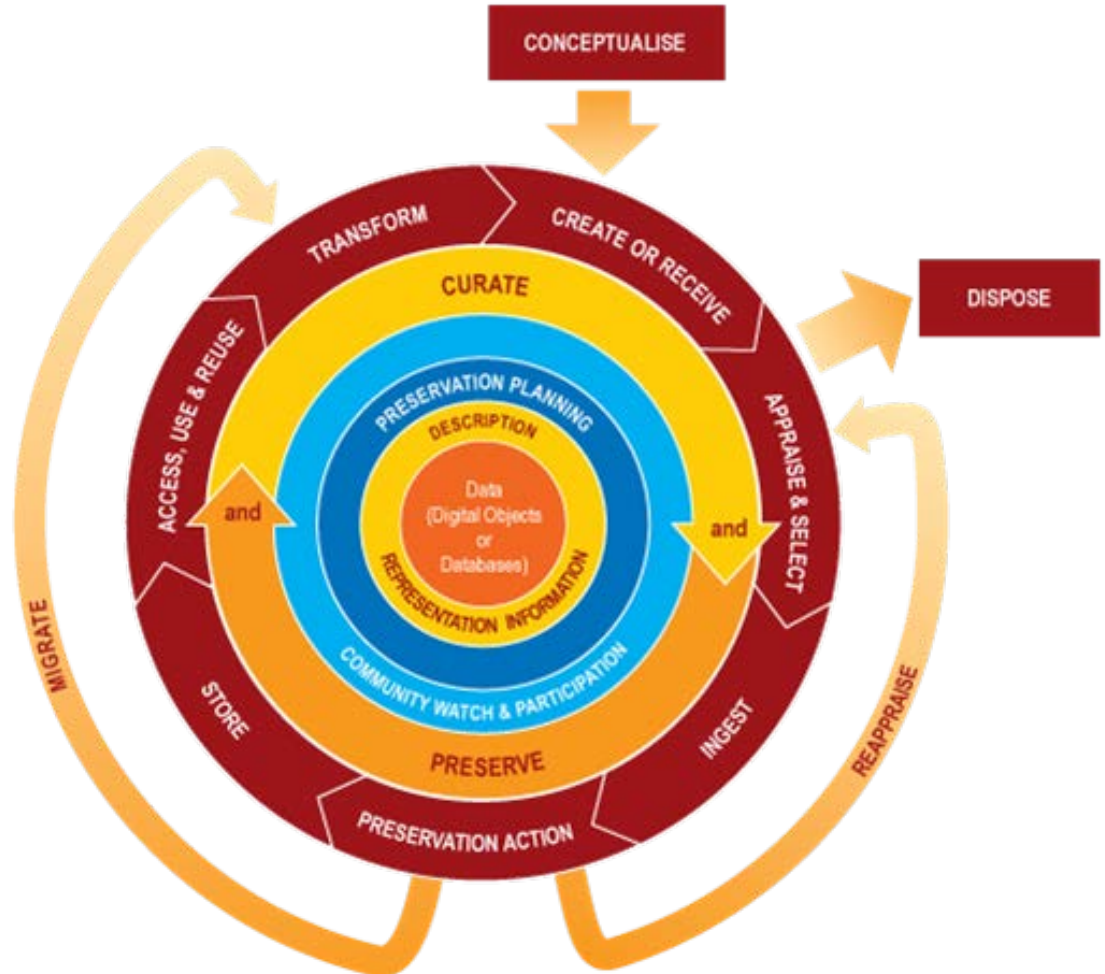 CONCEPTUALISE
CREATE OR RECEIVE
DISPOSE
APPRAISE & SELECT
INGEST
REAPPRAISE
PRESERVATION ACTION
STORE
MIGRATE
ACCESS, USE & REUSE
TRANSFORM
CURATE
and
PRESERVE
and
COMMUNITY WATCH & PARTICIPATION
PRESERVATION PLANNING
DESCRIPTION
REPRESENTATION INFORMATION
Data
(Digital Objects
or
Databases)